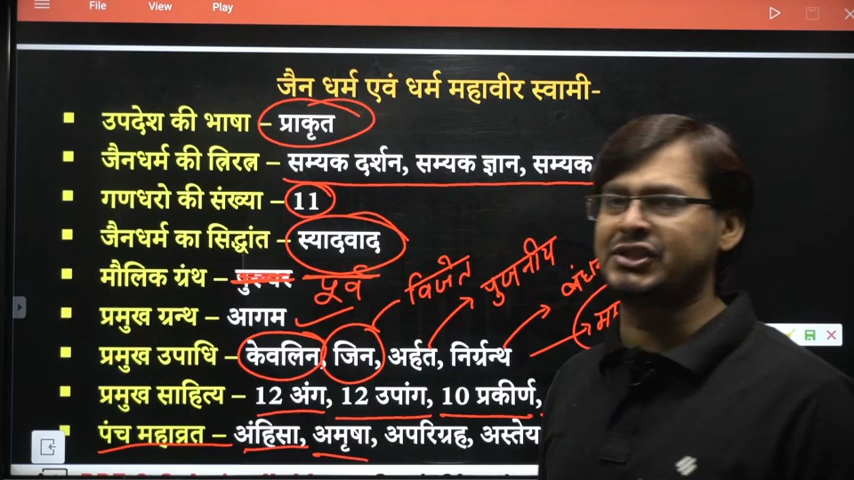 File View Play
जैन धर्म एवं धर्म महावीर स्वामी-
उपदेश की भाषा – प्राकृत
जैनधर्म की त्रिरत्न – सम्यक दर्शन, सम्यक ज्ञान, सम्यक
गणधरो की संख्या – 11
जैनधर्म का सिद्धांत – स्यादवाद
मौलिक ग्रंथ – पूर्व
विजेत
पुजनीय
प्रमुख ग्रन्थ – आगम
प्रमुख उपाधि – केवलिन, जिन, अर्हत, निर्ग्रन्थ
प्रमुख साहित्य – 12 अंग, 12 उपांग, 10 प्रकीर्ण,
पंच महाव्रत – अंहिसा, अमृषा, अपरिग्रह, अस्तेय